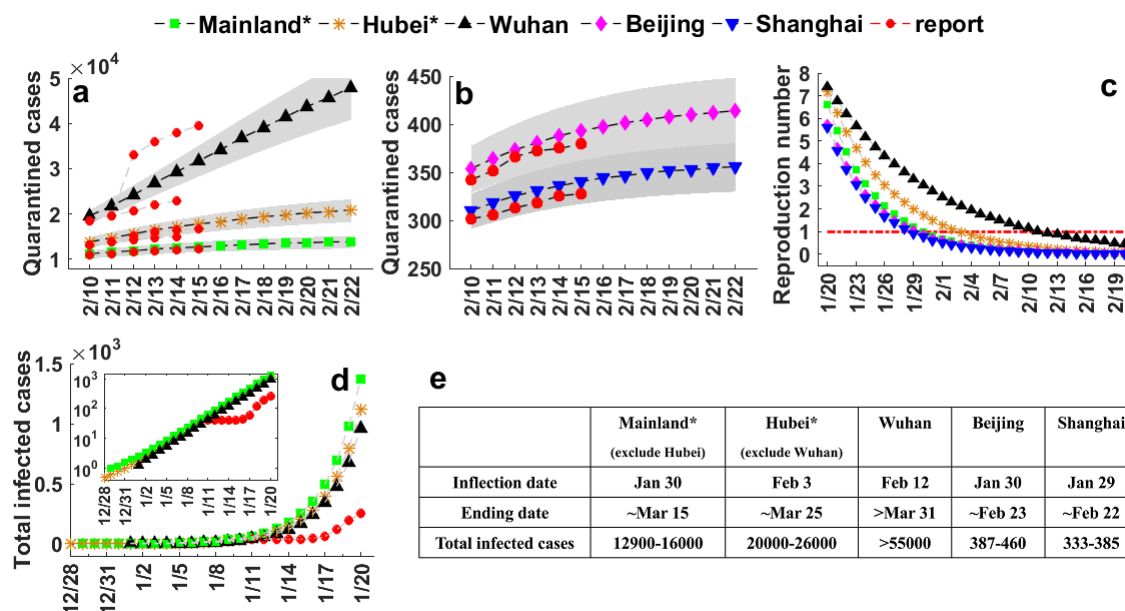 Mainland* Hubei* Wuhan Beijing Shanghai report
×10^4
a
Quarantined cases
5
4
3
2
1
2/10 2/11 2/12 2/13 2/14 2/15 2/16 2/17 2/18 2/19 2/20 2/21 2/22
b
Quarantined cases
450
400
350
300
250
2/10 2/11 2/12 2/13 2/14 2/15 2/16 2/17 2/18 2/19 2/20 2/21 2/22
c
Reproduction number
8
7
6
5
4
3
2
1
0
1/20 1/23 1/26 1/29 2/1 2/4 2/7 2/10 2/13 2/16 2/19
d
Total infected cases
×10^3
1.5
1
0.5
0
12/28 12/31 1/2 1/5 1/8 1/11 1/14 1/17 1/20
10^3
10^2
10^1
10^0
12/28 12/31 1/2 1/5 1/8 1/11 1/14 1/17 1/20
e
Mainland* Hubei* Wuhan Beijing Shanghai
(exclude Hubei) (exclude Wuhan)
Inflection date Jan 30 Feb 3 Feb 12 Jan 30 Jan 29
Ending date ~Mar 15 ~Mar 25 >Mar 31 ~Feb 23 ~Feb 22
Total infected cases 12900-16000 20000-26000 >55000 387-460 333-385